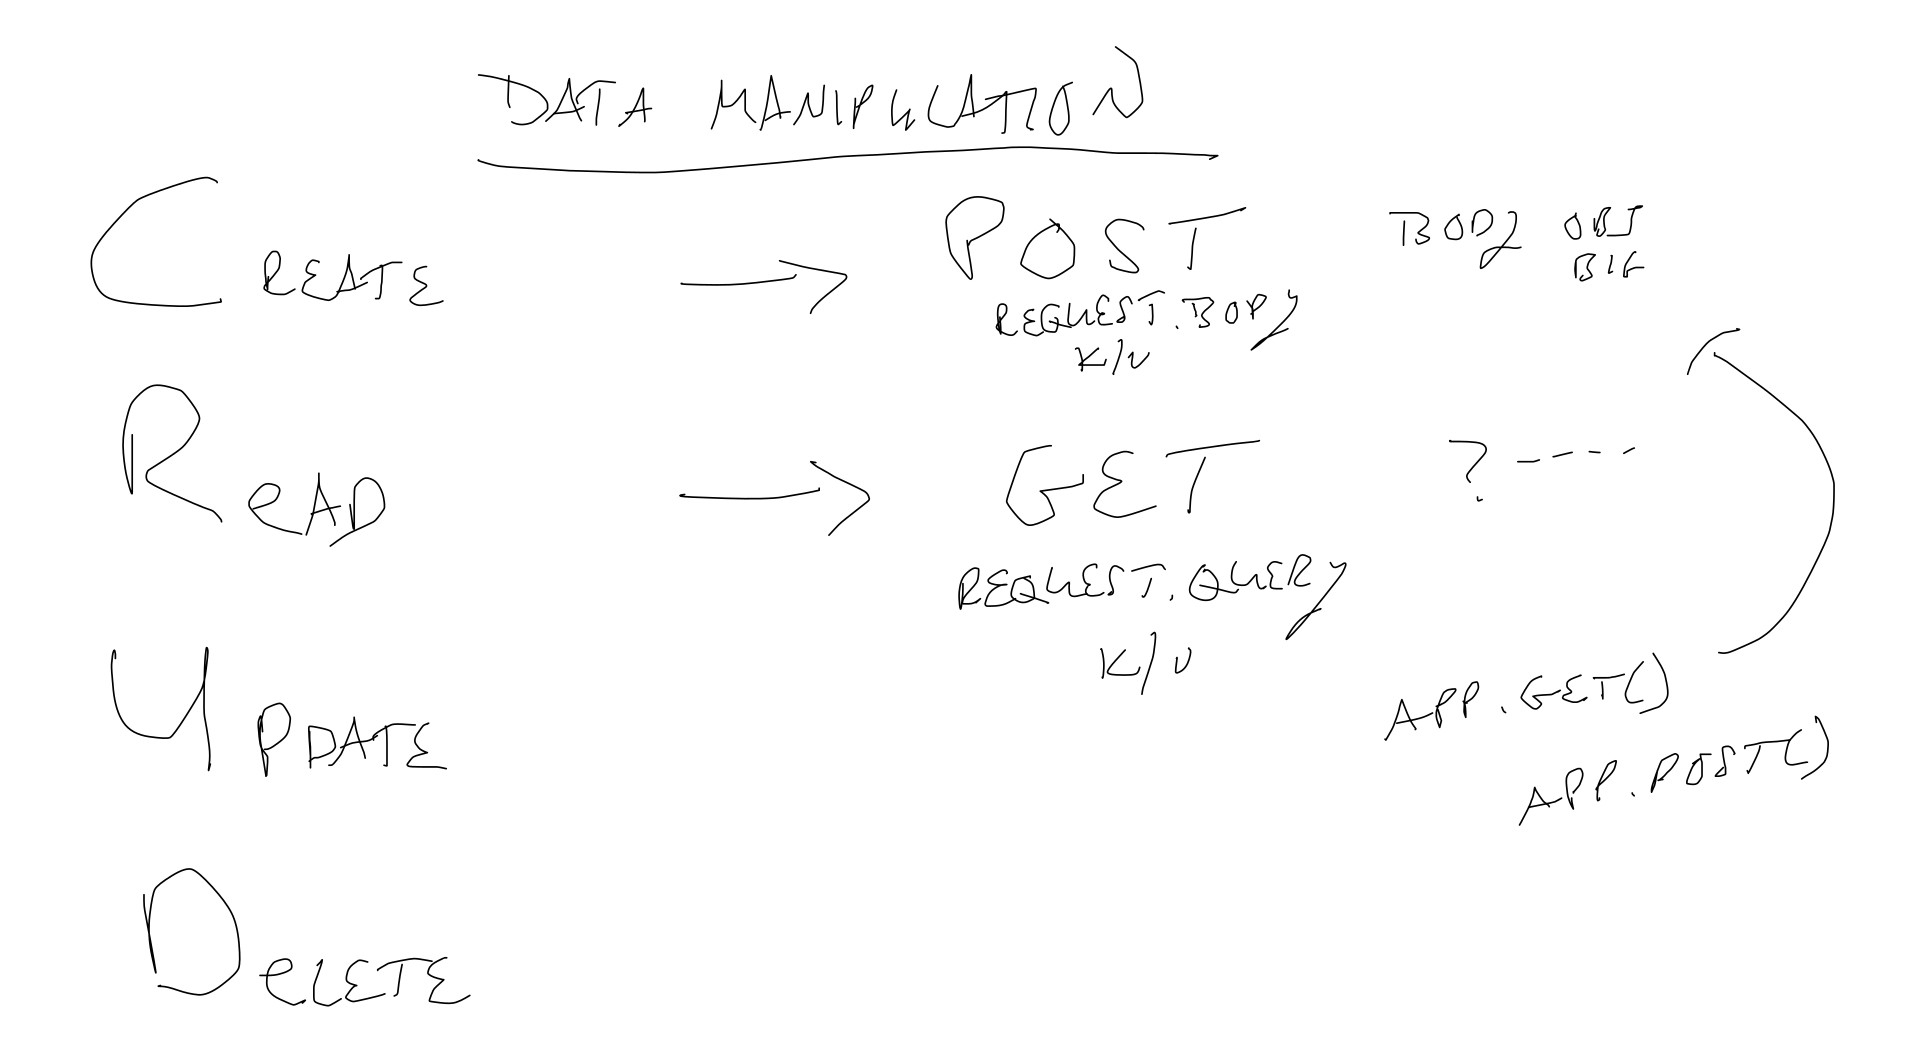 DATA MANIPULATION
CREATE → POST BODY OBJ
BIG
REQUEST.BODY
K/V
READ → GET ? ----
REQUEST.QUERY
K/V
UPDATE
APP.GET()
APP.POST()
DELETE